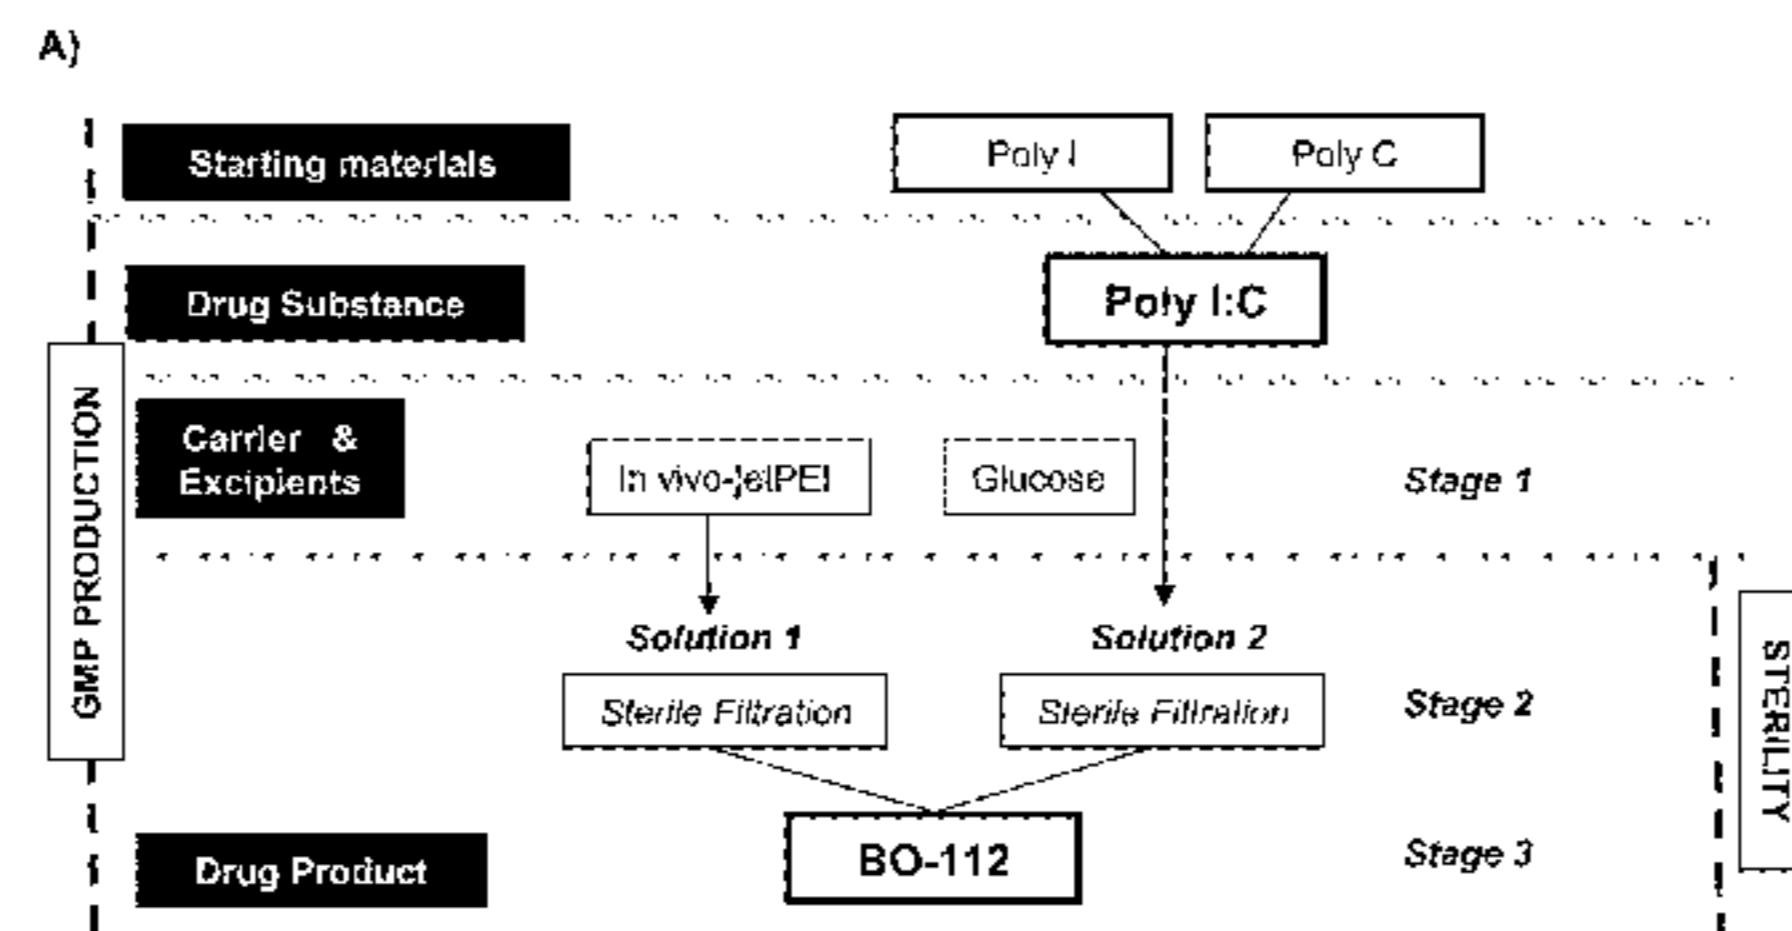 A)
Starting materials
Poly I
Poly C
Drug Substance
Poly I:C
GMP PRODUCTION
Carrier &
Excipients
In vivo-jetPEI
Glucose
Stage 1
Solution 1
Solution 2
Sterile Filtration
Sterile Filtration
Stage 2
STERILITY
Drug Product
BO-112
Stage 3